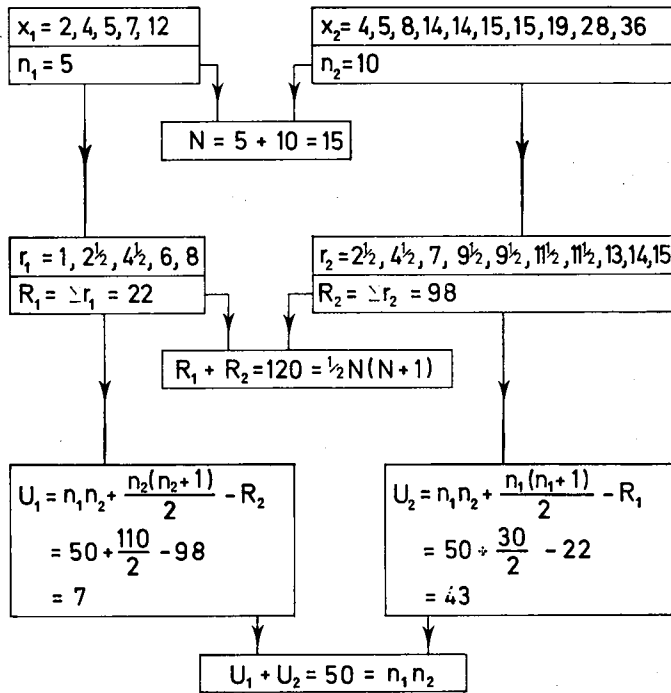 x₁ = 2, 4, 5, 7, 12
n₁ = 5
x₂ = 4, 5, 8, 14, 14, 15, 15, 19, 28, 36
n₂ = 10
N = 5 + 10 = 15
r₁ = 1, 2½, 4½, 6, 8
R₁ = Σr₁ = 22
r₂ = 2½, 4½, 7, 9½, 9½, 11½, 11½, 13, 14, 15
R₂ = Σr₂ = 98
R₁ + R₂ = 120 = ½N(N+1)
U₁ = n₁n₂ + n₂(n₂+1)/2 − R₂
= 50 + 110/2 − 98
= 7
U₂ = n₁n₂ + n₁(n₁+1)/2 − R₁
= 50 + 30/2 − 22
= 43
U₁ + U₂ = 50 = n₁n₂